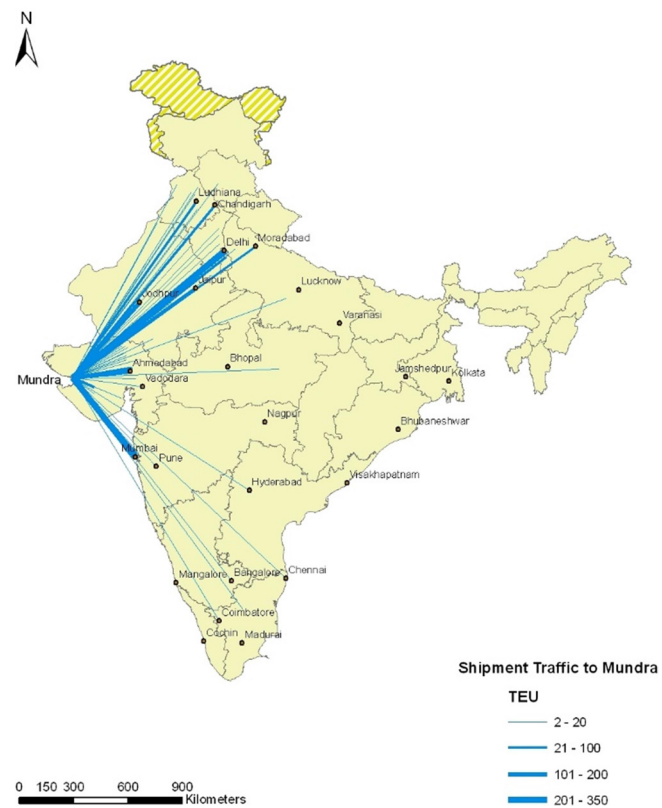 N
Ludhiana
Chandigarh
Delhi
Moradabad
Jaipur
Lucknow
Jodhpur
Varanasi
Ahmedabad
Bhopal
Mundra
Vadodara
Jamshedpur
Kolkata
Nagpur
Bhubaneshwar
Mumbai
Pune
Hyderabad
Visakhapatnam
Mangalore
Bangalore
Chennai
Coimbatore
Cochin
Madurai
Shipment Traffic to Mundra
TEU
2 - 20
21 - 100
101 - 200
201 - 350
0 150 300 600 900
Kilometers